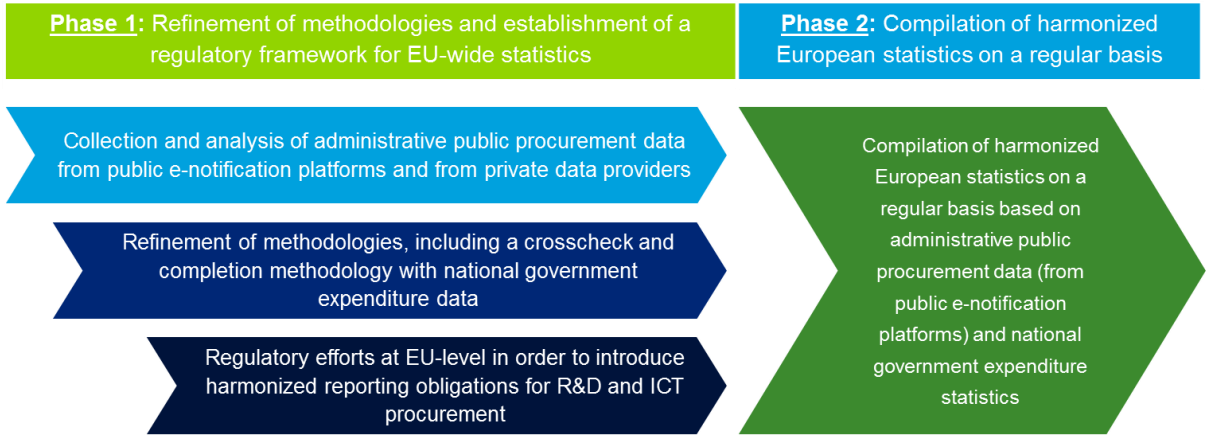 Phase 1: Refinement of methodologies and establishment of a
regulatory framework for EU-wide statistics
Phase 2: Compilation of harmonized
European statistics on a regular basis
Collection and analysis of administrative public procurement data
from public e-notification platforms and from private data providers
Refinement of methodologies, including a crosscheck and
completion methodology with national government
expenditure data
Regulatory efforts at EU-level in order to introduce
harmonized reporting obligations for R&D and ICT
procurement
Compilation of harmonized
European statistics on a
regular basis based on
administrative public
procurement data (from
public e-notification
platforms) and national
government expenditure
statistics